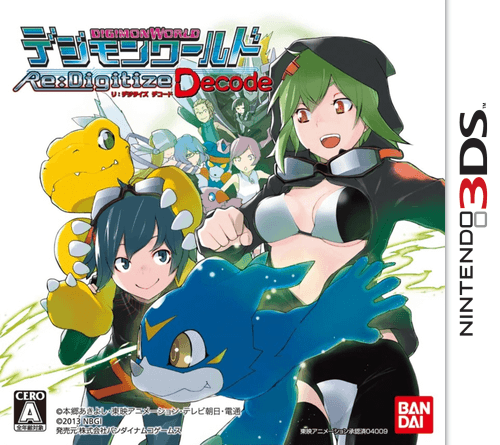 DIGIMONWORLD
デジモンワールド
Re:Digitize Decode
リ:デジタイズ デコード
NINTENDO 3DS
CERO
A
全年齢対象
©本郷あきよし・東映アニメーション・テレビ朝日・電通
©2013 NBGI
発売元/株式会社バンダイナムコゲームス
東映アニメーション承認済04009
BAN
DAI